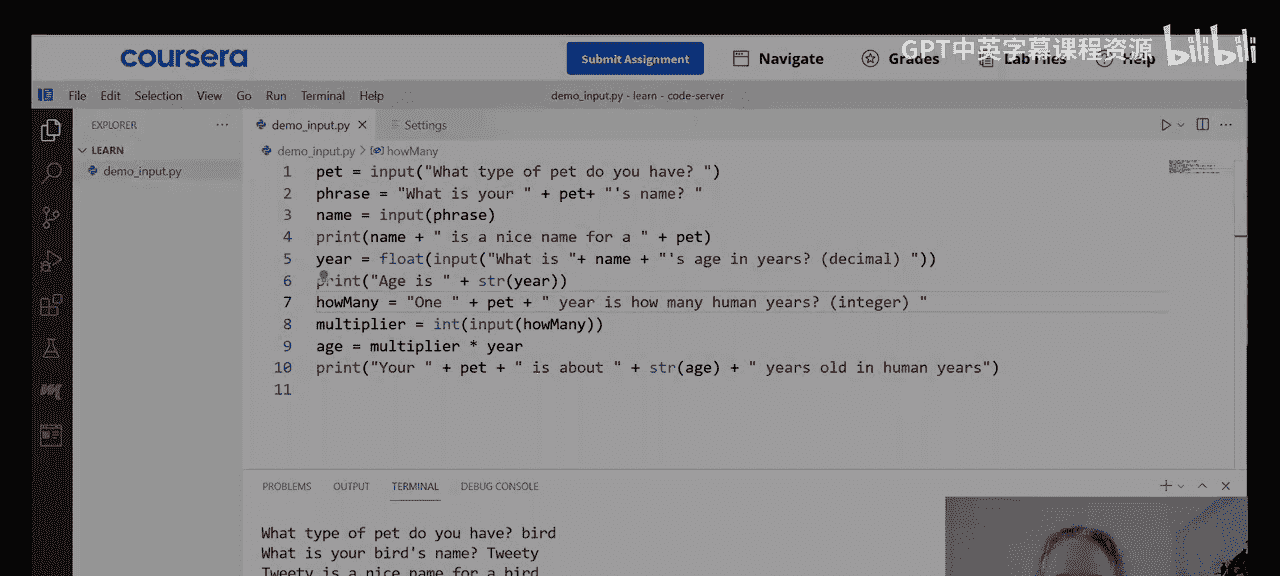 GPT中英字幕课程资源 bilibili
coursera Submit Assignment Navigate Grades Lab Files Help
File Edit Selection View Go Run Terminal Help demo_input.py - learn - code-server
EXPLORER ··· demo_input.py Settings
LEARN demo_input.py > howMany
demo_input.py
1 pet = input("What type of pet do you have? ")
2 phrase = "What is your " + pet+ "'s name? "
3 name = input(phrase)
4 print(name + " is a nice name for a " + pet)
5 year = float(input("What is "+ name + "'s age in years? (decimal) "))
6 print("Age is " + str(year))
7 howMany = "One " + pet + " year is how many human years? (integer) "
8 multiplier = int(input(howMany))
9 age = multiplier * year
10 print("Your " + pet + " is about " + str(age) + " years old in human years")
11
PROBLEMS OUTPUT TERMINAL DEBUG CONSOLE
What type of pet do you have? bird
What is your bird's name? Tweety
Tweety is a nice name for a bird